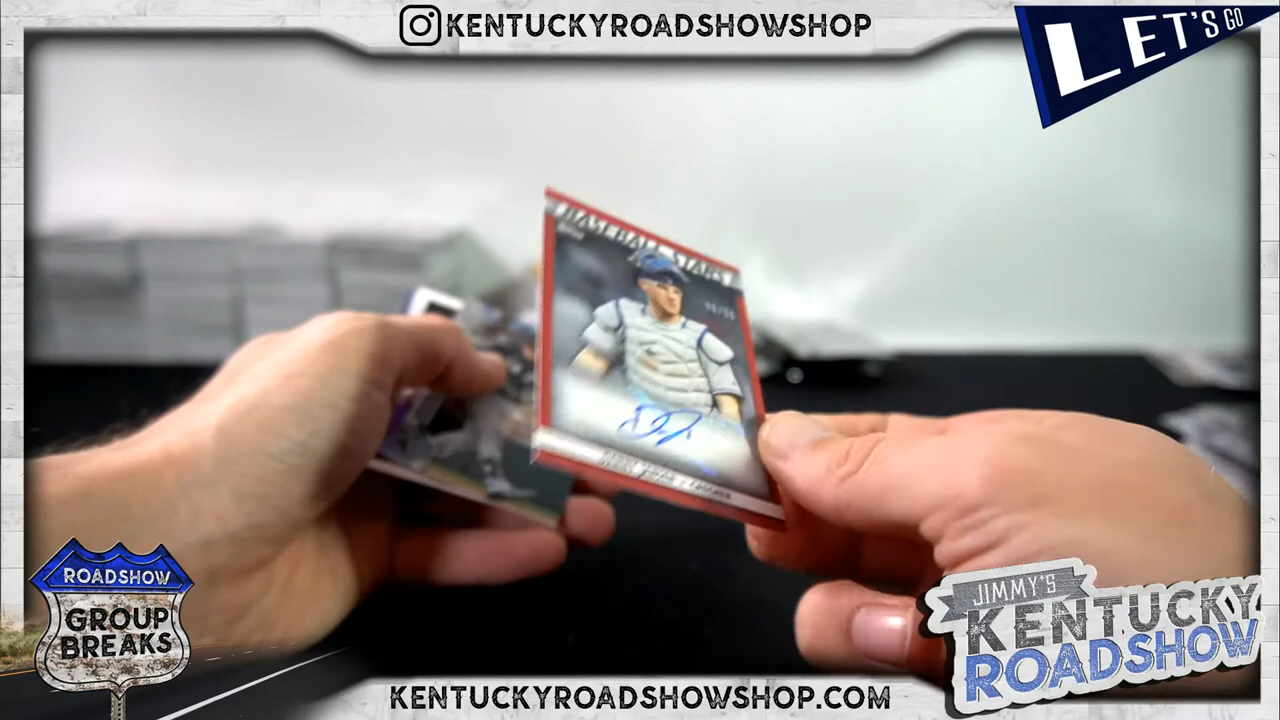 KENTUCKYROADSHOWSHOP
LET'S GO
BASEBALL STARS
ROADSHOW
GROUP
BREAKS
JIMMY'S
KENTUCKY
ROADSHOW
KENTUCKYROADSHOWSHOP.COM